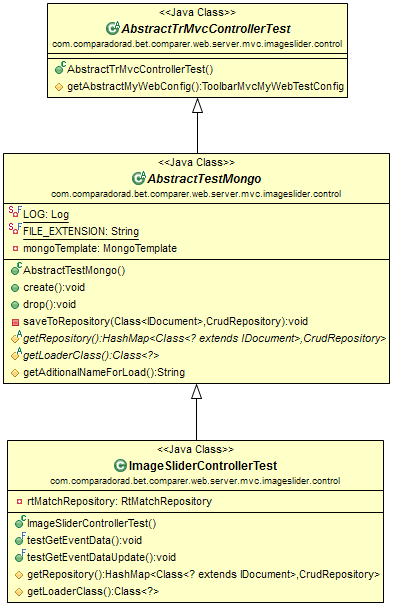 <<Java Class>>
AbstractTrMvcControllerTest
com.comparadorad.bet.comparer.web.server.mvc.imageslider.control
AbstractTrMvcControllerTest()
getAbstractMyWebConfig():ToolbarMvcMyWebTestConfig
<<Java Class>>
AbstractTestMongo
com.comparadorad.bet.comparer.web.server.mvc.imageslider.control
LOG: Log
FILE_EXTENSION: String
mongoTemplate: MongoTemplate
AbstractTestMongo()
create():void
drop():void
saveToRepository(Class<IDocument>,CrudRepository):void
getRepository():HashMap<Class<? extends IDocument>,CrudRepository>
getLoaderClass():Class<?>
getAditionalNameForLoad():String
<<Java Class>>
ImageSliderControllerTest
com.comparadorad.bet.comparer.web.server.mvc.imageslider.control
rtMatchRepository: RtMatchRepository
ImageSliderControllerTest()
testGetEventData():void
testGetEventDataUpdate():void
getRepository():HashMap<Class<? extends IDocument>,CrudRepository>
getLoaderClass():Class<?>